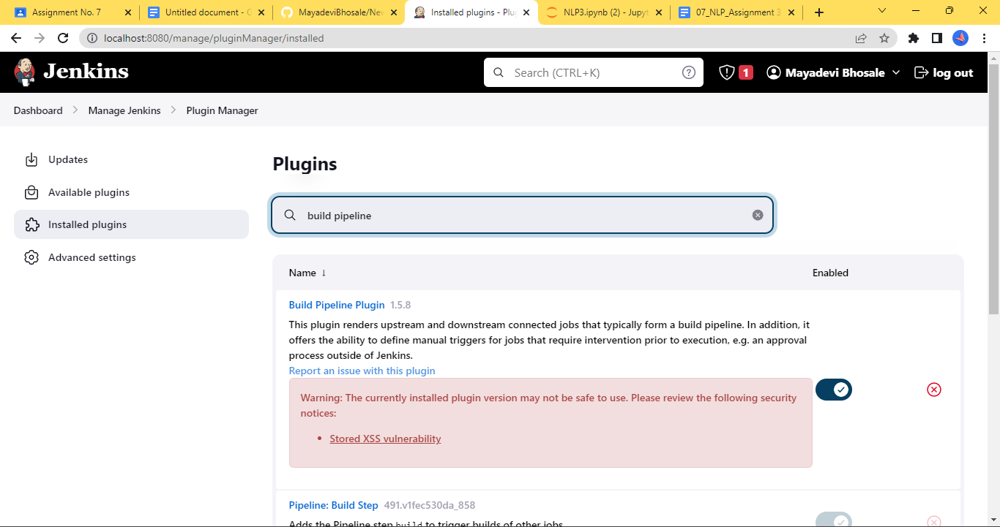 Assignment No. 7
Untitled document - G
MayadeviBhosale/Nev
Installed plugins - Plug
NLP3.ipynb (2) - Jupyt
07_NLP_Assignment 3
localhost:8080/manage/pluginManager/installed
Jenkins
Search (CTRL+K)
1
Mayadevi Bhosale
log out
Dashboard
Manage Jenkins
Plugin Manager
Updates
Available plugins
Installed plugins
Advanced settings
Plugins
build pipeline
Name ↓
Enabled
Build Pipeline Plugin 1.5.8
This plugin renders upstream and downstream connected jobs that typically form a build pipeline. In addition, it
offers the ability to define manual triggers for jobs that require intervention prior to execution, e.g. an approval
process outside of Jenkins.
Report an issue with this plugin
Warning: The currently installed plugin version may not be safe to use. Please review the following security
notices:
• Stored XSS vulnerability
Pipeline: Build Step 491.v1fec530da_858
Adds the Pipeline step build to trigger builds of other jobs.